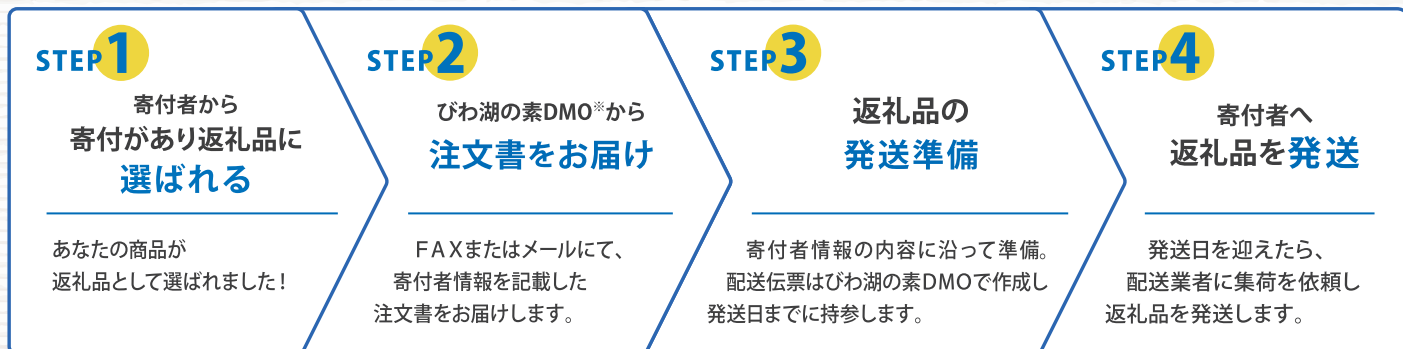 STEP1
寄付者から
寄付があり返礼品に
選ばれる
あなたの商品が
返礼品として選ばれました!
STEP2
びわ湖の素DMO※から
注文書をお届け
FAXまたはメールにて、
寄付者情報を記載した
注文書をお届けします。
STEP3
返礼品の
発送準備
寄付者情報の内容に沿って準備。
配送伝票はびわ湖の素DMOで作成し
発送日までに持参します。
STEP4
寄付者へ
返礼品を発送
発送日を迎えたら、
配送業者に集荷を依頼し
返礼品を発送します。